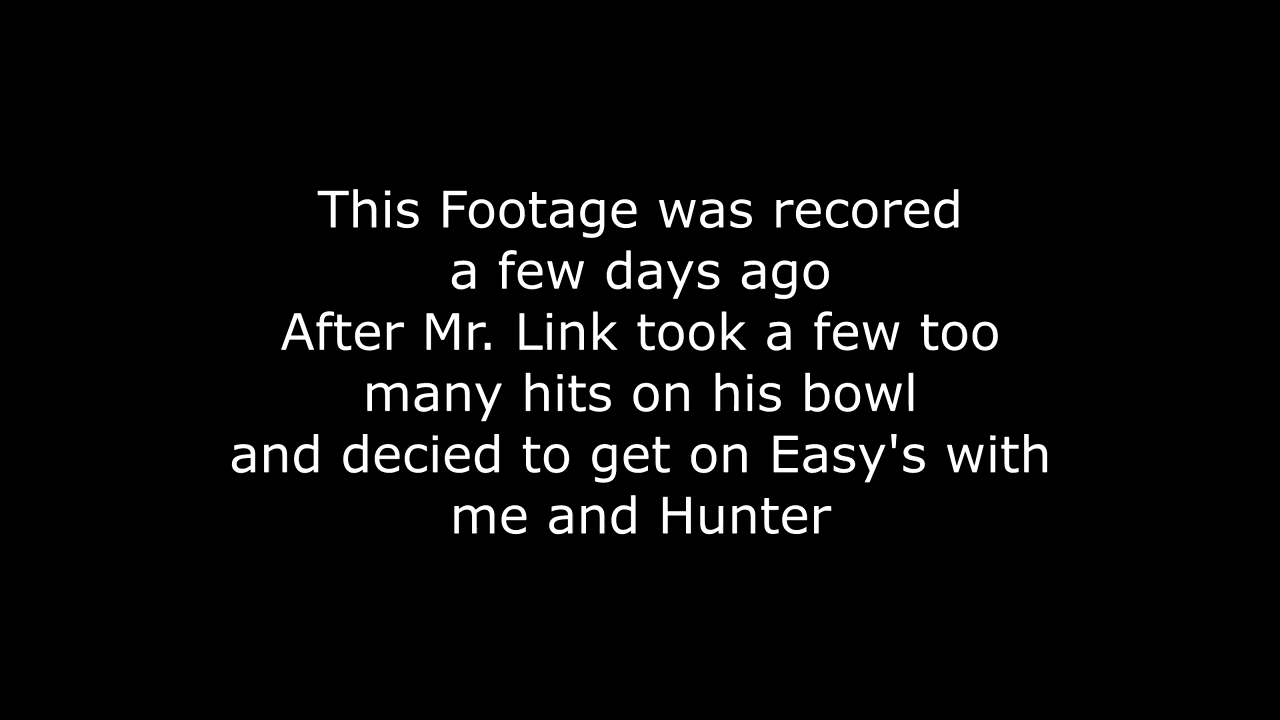 This Footage was recored
a few days ago
After Mr. Link took a few too
many hits on his bowl
and decied to get on Easy's with
me and Hunter